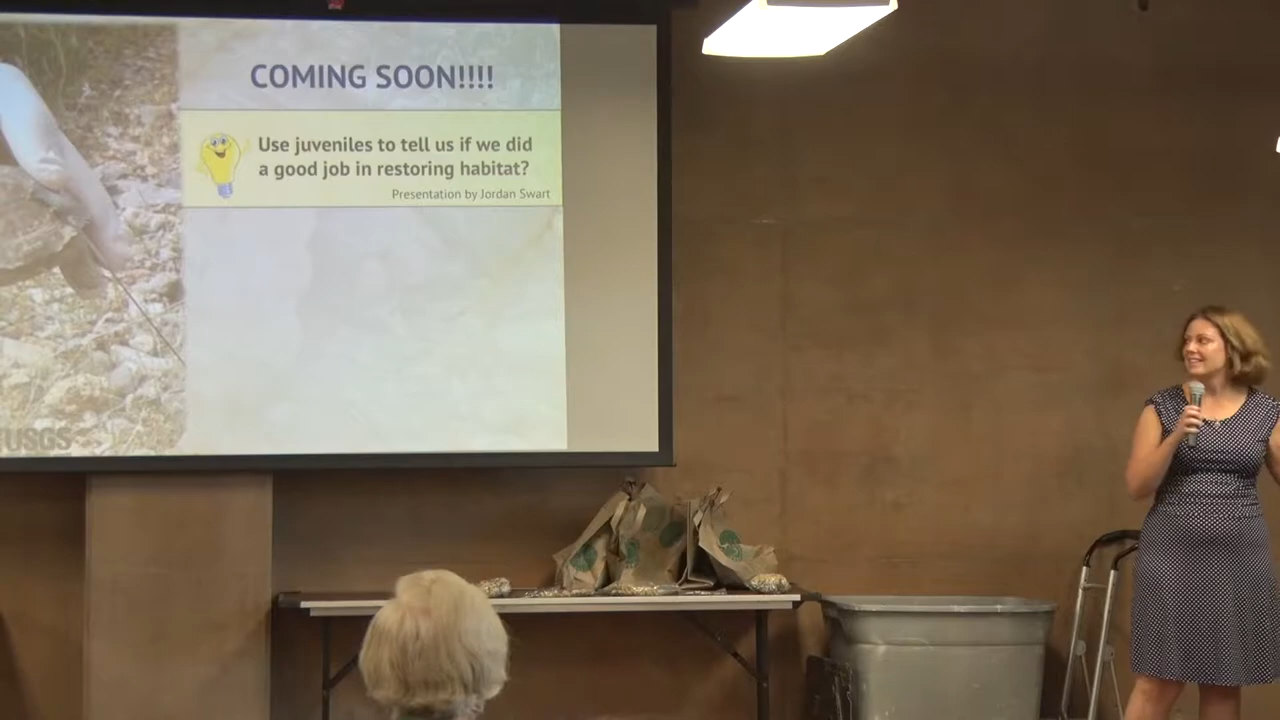 COMING SOON!!!!
Use juveniles to tell us if we did
a good job in restoring habitat?
Presentation by Jordan Swart
USGS